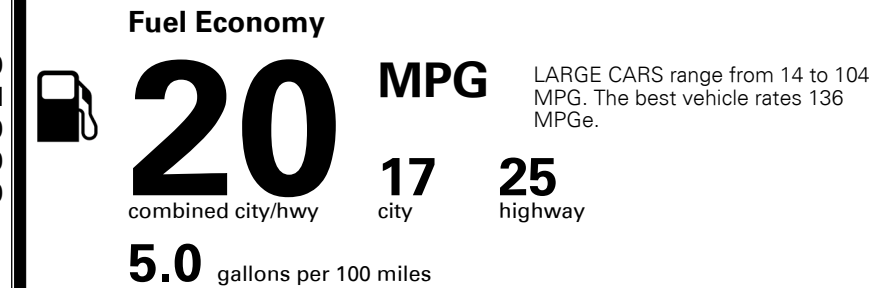 Fuel Economy
20
MPG
LARGE CARS range from 14 to 104
MPG. The best vehicle rates 136
MPGe.
combined city/hwy
17
city
25
highway
5.0 gallons per 100 miles